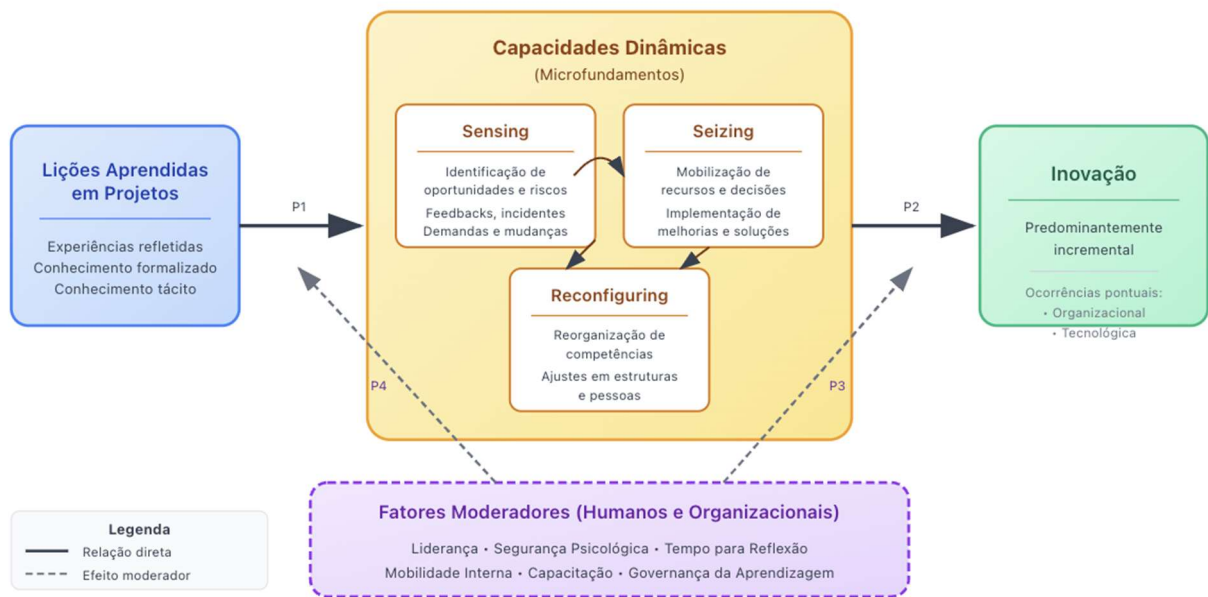 Capacidades Dinâmicas
(Microfundamentos)
Lições Aprendidas
em Projetos
Experiências refletidas
Conhecimento formalizado
Conhecimento tácito
P1
Sensing
Identificação de
oportunidades e riscos
Feedbacks, incidentes
Demandas e mudanças
Seizing
Mobilização de
recursos e decisões
Implementação de
melhorias e soluções
Reconfiguring
Reorganização de
competências
Ajustes em estruturas
e pessoas
P2
Inovação
Predominantemente
incremental
Ocorrências pontuais:
• Organizacional
• Tecnológica
P4
P3
Fatores Moderadores (Humanos e Organizacionais)
Liderança • Segurança Psicológica • Tempo para Reflexão
Mobilidade Interna • Capacitação • Governança da Aprendizagem
Legenda
Relação direta
Efeito moderador